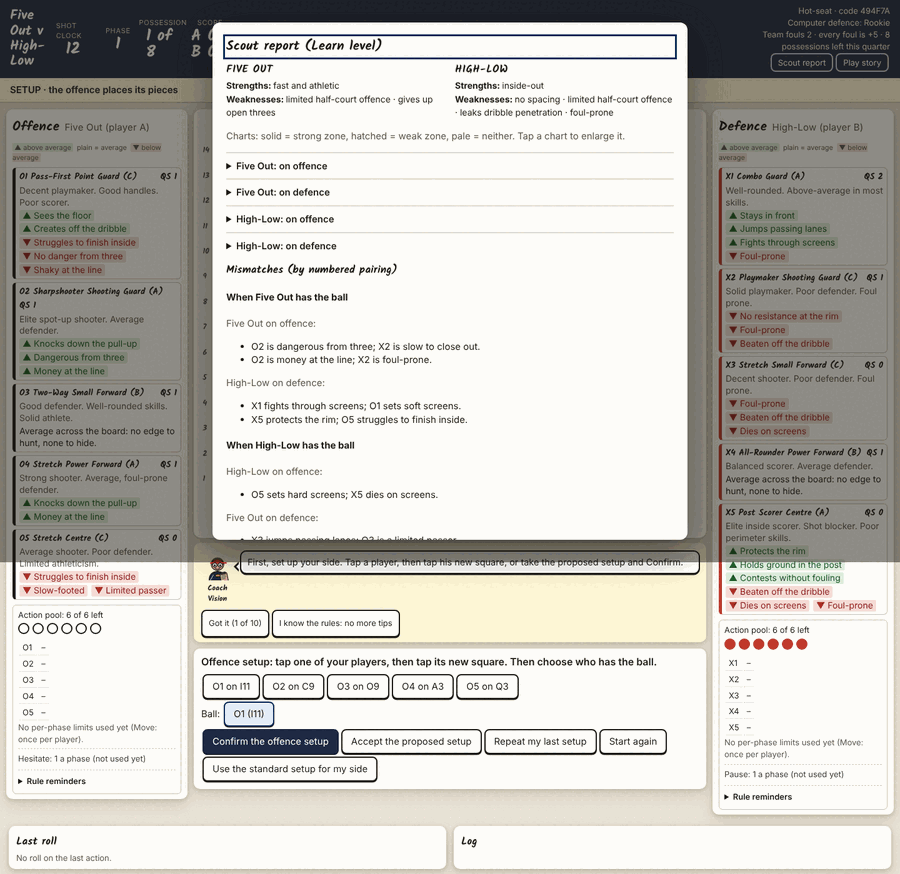 Five
Out v
High-
Low
SHOT
CLOCK
12
PHASE
1
POSSESSION
1 of
8
SCORE
A
B
Hot-seat · code 494F7A
Computer defence: Rookie
Team fouls 2 · every foul is +5 · 8
possessions left this quarter
Scout report
Play story
SETUP · the offence places its pieces
Offence Five Out (player A)
▲ above average plain = average ▼ below
average
O1 Pass-First Point Guard (C) QS 1
Decent playmaker. Good handles.
Poor scorer.
▲ Sees the floor
▲ Creates off the dribble
▼ Struggles to finish inside
▼ No danger from three
▼ Shaky at the line
O2 Sharpshooter Shooting Guard (A)
QS 1
Elite spot-up shooter. Average
defender.
▲ Knocks down the pull-up
▲ Dangerous from three
▲ Money at the line
O3 Two-Way Small Forward (B) QS 1
Good defender. Well-rounded skills.
Solid athlete.
Average across the board: no edge to
hunt, none to hide.
O4 Stretch Power Forward (A) QS 1
Strong shooter. Average, foul-prone
defender.
▲ Knocks down the pull-up
▲ Money at the line
O5 Stretch Centre (C) QS 1
Average shooter. Poor defender.
Limited athleticism.
▼ Struggles to finish inside
▼ Slow-footed ▼ Limited passer
Action pool: 6 of 6 left
O1 –
O2 –
O3 –
O4 –
O5 –
No per-phase limits used yet (Move:
once per player).
Hesitate: 1 a phase (not used yet)
▶ Rule reminders
14
13
12
11
10
9
8
7
6
5
4
3
2
1
Scout report (Learn level)
FIVE OUT
Strengths: fast and athletic
Weaknesses: limited half-court offence · gives up
open threes
HIGH-LOW
Strengths: inside-out
Weaknesses: no spacing · limited half-court offence
· leaks dribble penetration · foul-prone
Charts: solid = strong zone, hatched = weak zone, pale = neither. Tap a chart to enlarge it.
▶ Five Out: on offence
▶ Five Out: on defence
▶ High-Low: on offence
▶ High-Low: on defence
Mismatches (by numbered pairing)
When Five Out has the ball
Five Out on offence:
• O2 is dangerous from three; X2 is slow to close out.
• O2 is money at the line; X2 is foul-prone.
High-Low on defence:
• X1 fights through screens; O1 sets soft screens.
• X5 protects the rim; O5 struggles to finish inside.
When High-Low has the ball
High-Low on offence:
• O5 sets hard screens; X5 dies on screens.
Five Out on defence:
X2 jumps passing lanes; O2 is a limited passer.
Coach
Vision
First, set up your side. Tap a player, then tap his new square, or take the proposed setup and Confirm.
Got it (1 of 10)
I know the rules: no more tips
Offence setup: tap one of your players, then tap its new square. Then choose who has the ball.
O1 on I11
O2 on C9
O3 on O9
O4 on A3
O5 on Q3
Ball: O1 (I11)
Confirm the offence setup
Accept the proposed setup
Repeat my last setup
Start again
Use the standard setup for my side
Defence High-Low (player B)
▲ above average plain = average ▼ below
average
X1 Combo Guard (A) QS 2
Well-rounded. Above-average in most
skills.
▲ Stays in front
▲ Jumps passing lanes
▲ Fights through screens
▼ Foul-prone
X2 Playmaker Shooting Guard (C) QS 1
Solid playmaker. Poor defender. Foul
prone.
▼ No resistance at the rim
▼ Foul-prone
▼ Beaten off the dribble
X3 Stretch Small Forward (C) QS 0
Decent shooter. Poor defender. Foul
prone.
▼ Foul-prone
▼ Beaten off the dribble
▼ Dies on screens
X4 All-Rounder Power Forward (B) QS 1
Balanced scorer. Average defender.
Average across the board: no edge to
hunt, none to hide.
X5 Post Scorer Centre (A) QS 0
Elite inside scorer. Shot blocker. Poor
perimeter skills.
▲ Protects the rim
▲ Holds ground in the post
▲ Contests without fouling
▼ Beaten off the dribble
▼ Dies on screens ▼ Foul-prone
Action pool: 6 of 6 left
X1 –
X2 –
X3 –
X4 –
X5 –
No per-phase limits used yet (Move:
once per player).
Pause: 1 a phase (not used yet)
▶ Rule reminders
Last roll
No roll on the last action.
Log